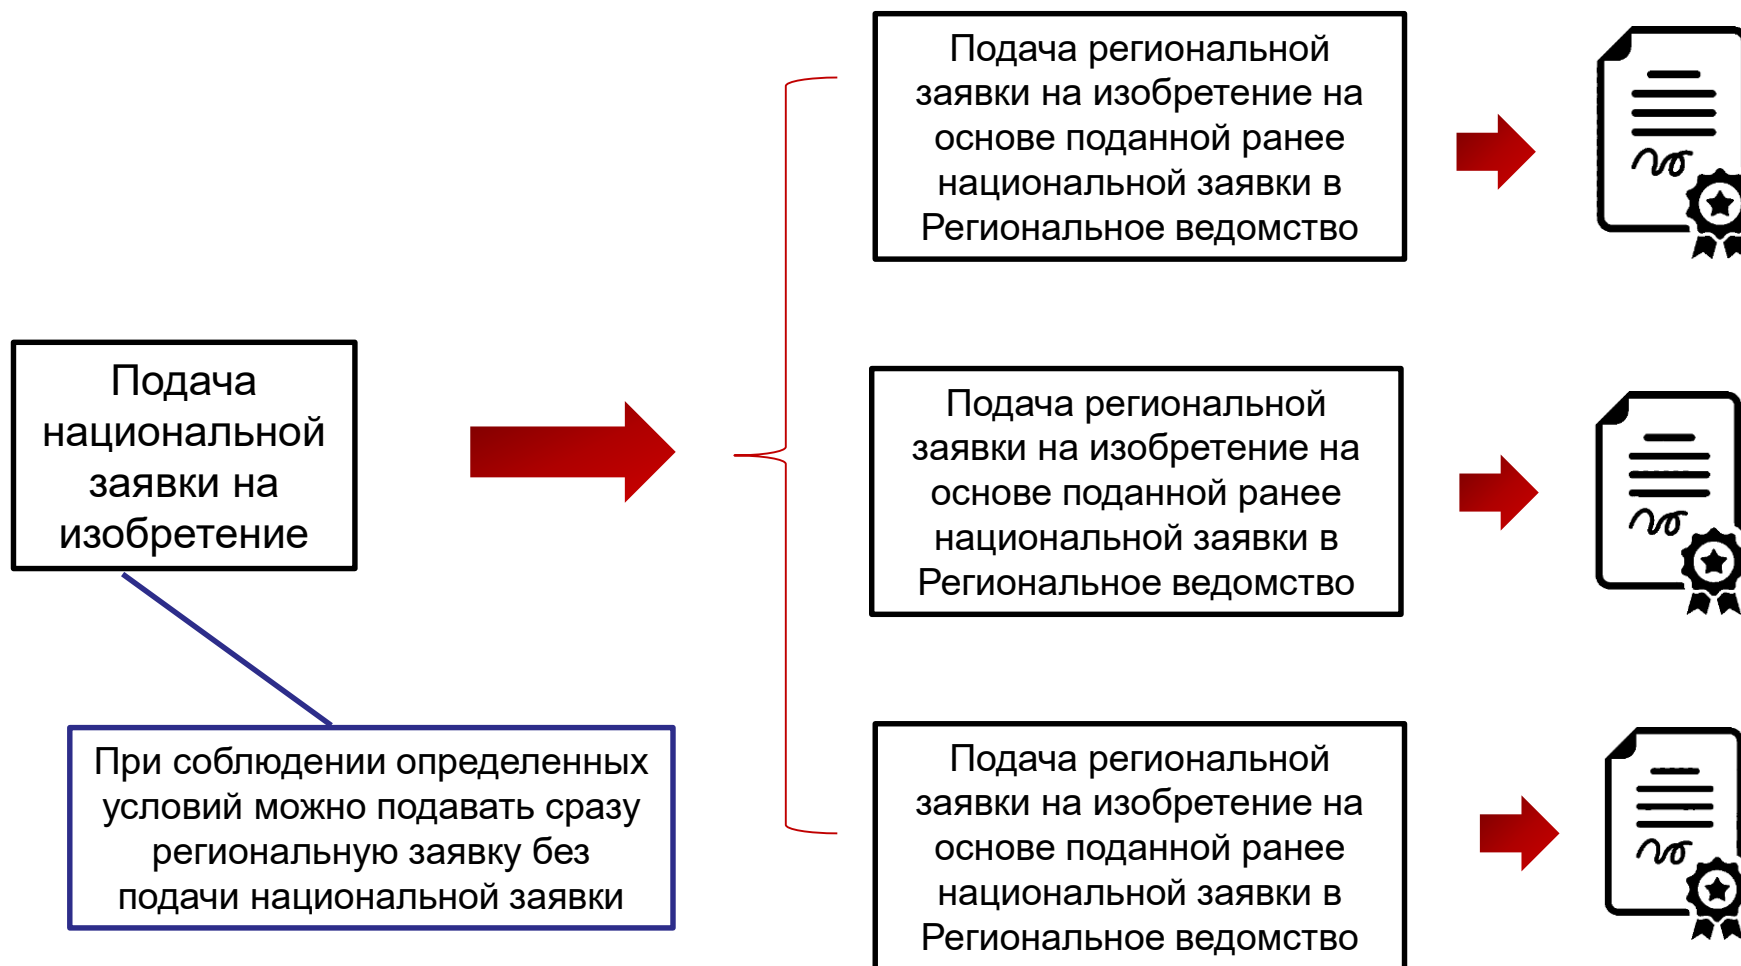 Подача
национальной
заявки на
изобретение
При соблюдении определенных
условий можно подавать сразу
региональную заявку без
подачи национальной заявки
Подача региональной
заявки на изобретение на
основе поданной ранее
национальной заявки в
Региональное ведомство
Подача региональной
заявки на изобретение на
основе поданной ранее
национальной заявки в
Региональное ведомство
Подача региональной
заявки на изобретение на
основе поданной ранее
национальной заявки в
Региональное ведомство